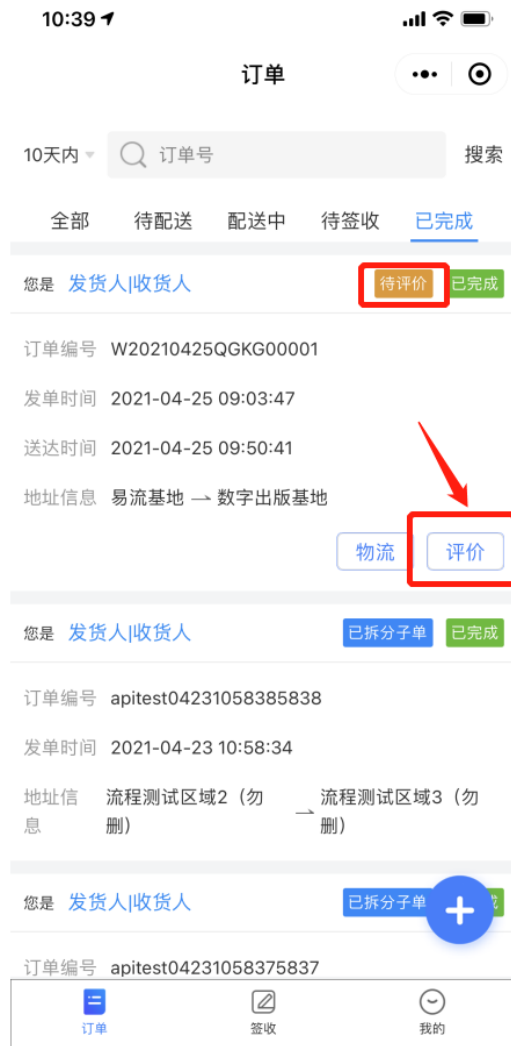 10:39
订单
10天内 订单号 搜索
全部 待配送 配送中 待签收 已完成
您是 发货人|收货人 待评价 已完成
订单编号 W20210425QGKG00001
发单时间 2021-04-25 09:03:47
送达时间 2021-04-25 09:50:41
地址信息 易流基地 → 数字出版基地
物流 评价
您是 发货人|收货人 已拆分子单 已完成
订单编号 apitest04231058385838
发单时间 2021-04-23 10:58:34
地址信 流程测试区域2（勿 → 流程测试区域3（勿
息 删） 删）
您是 发货人|收货人 已拆分子单
订单编号 apitest04231058375837
订单 签收 我的